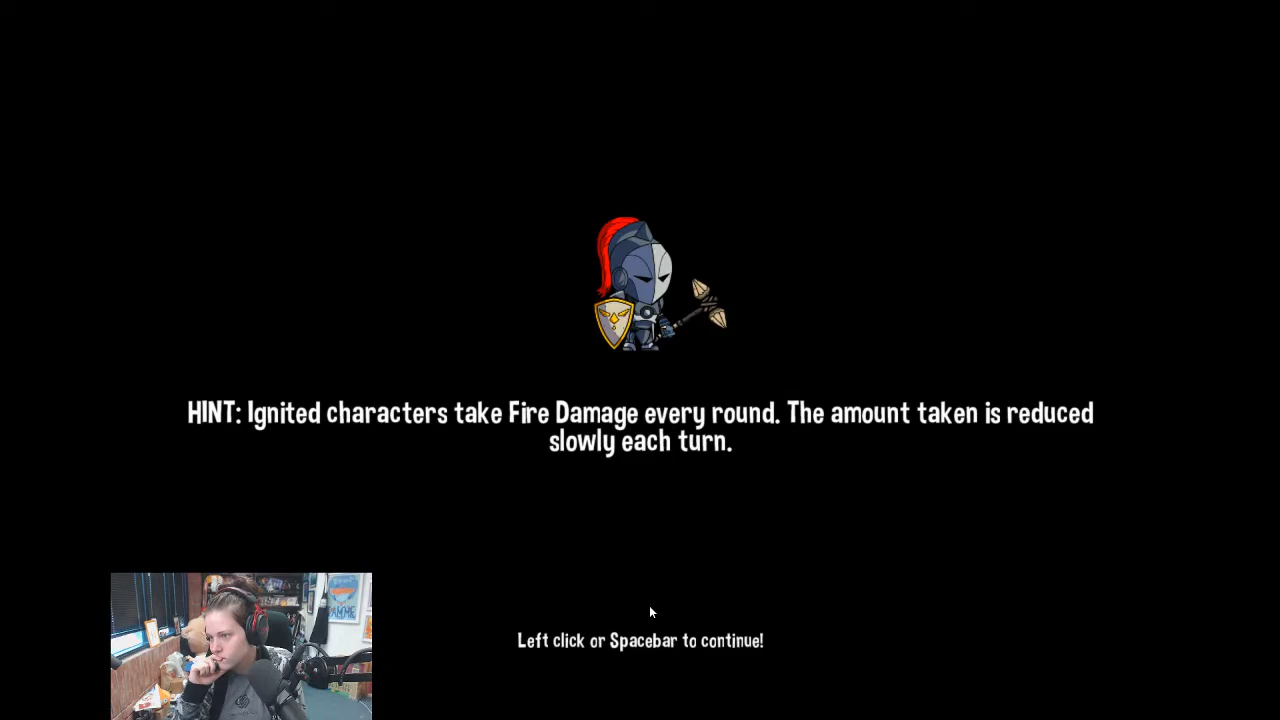 HINT: Ignited characters take Fire Damage every round. The amount taken is reduced
slowly each turn.
Left click or Spacebar to continue!